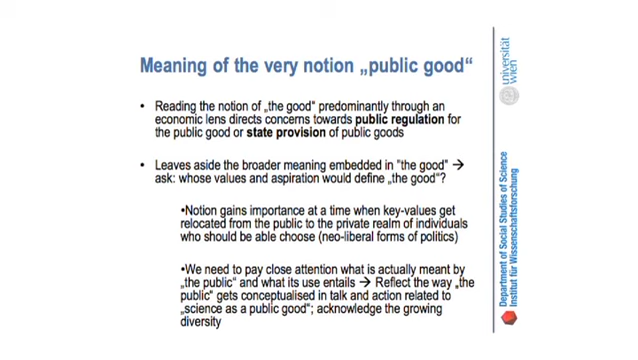 Meaning of the very notion „public good“
• Reading the notion of „the good“ predominantly through an
economic lens directs concerns towards public regulation for
the public good or state provision of public goods
• Leaves aside the broader meaning embedded in "the good" →
ask: whose values and aspiration would define „the good“?
•Notion gains importance at a time when key-values get
relocated from the public to the private realm of individuals
who should be able choose (neo-liberal forms of politics)
•We need to pay close attention what is actually meant by
„the public“ and what its use entails → Reflect the way „the
public“ gets conceptualised in talk and action related to
„science as a public good“; acknowledge the growing
diversity
universität
wien
Department of Social Studies of Science
Institut für Wissenschaftsforschung